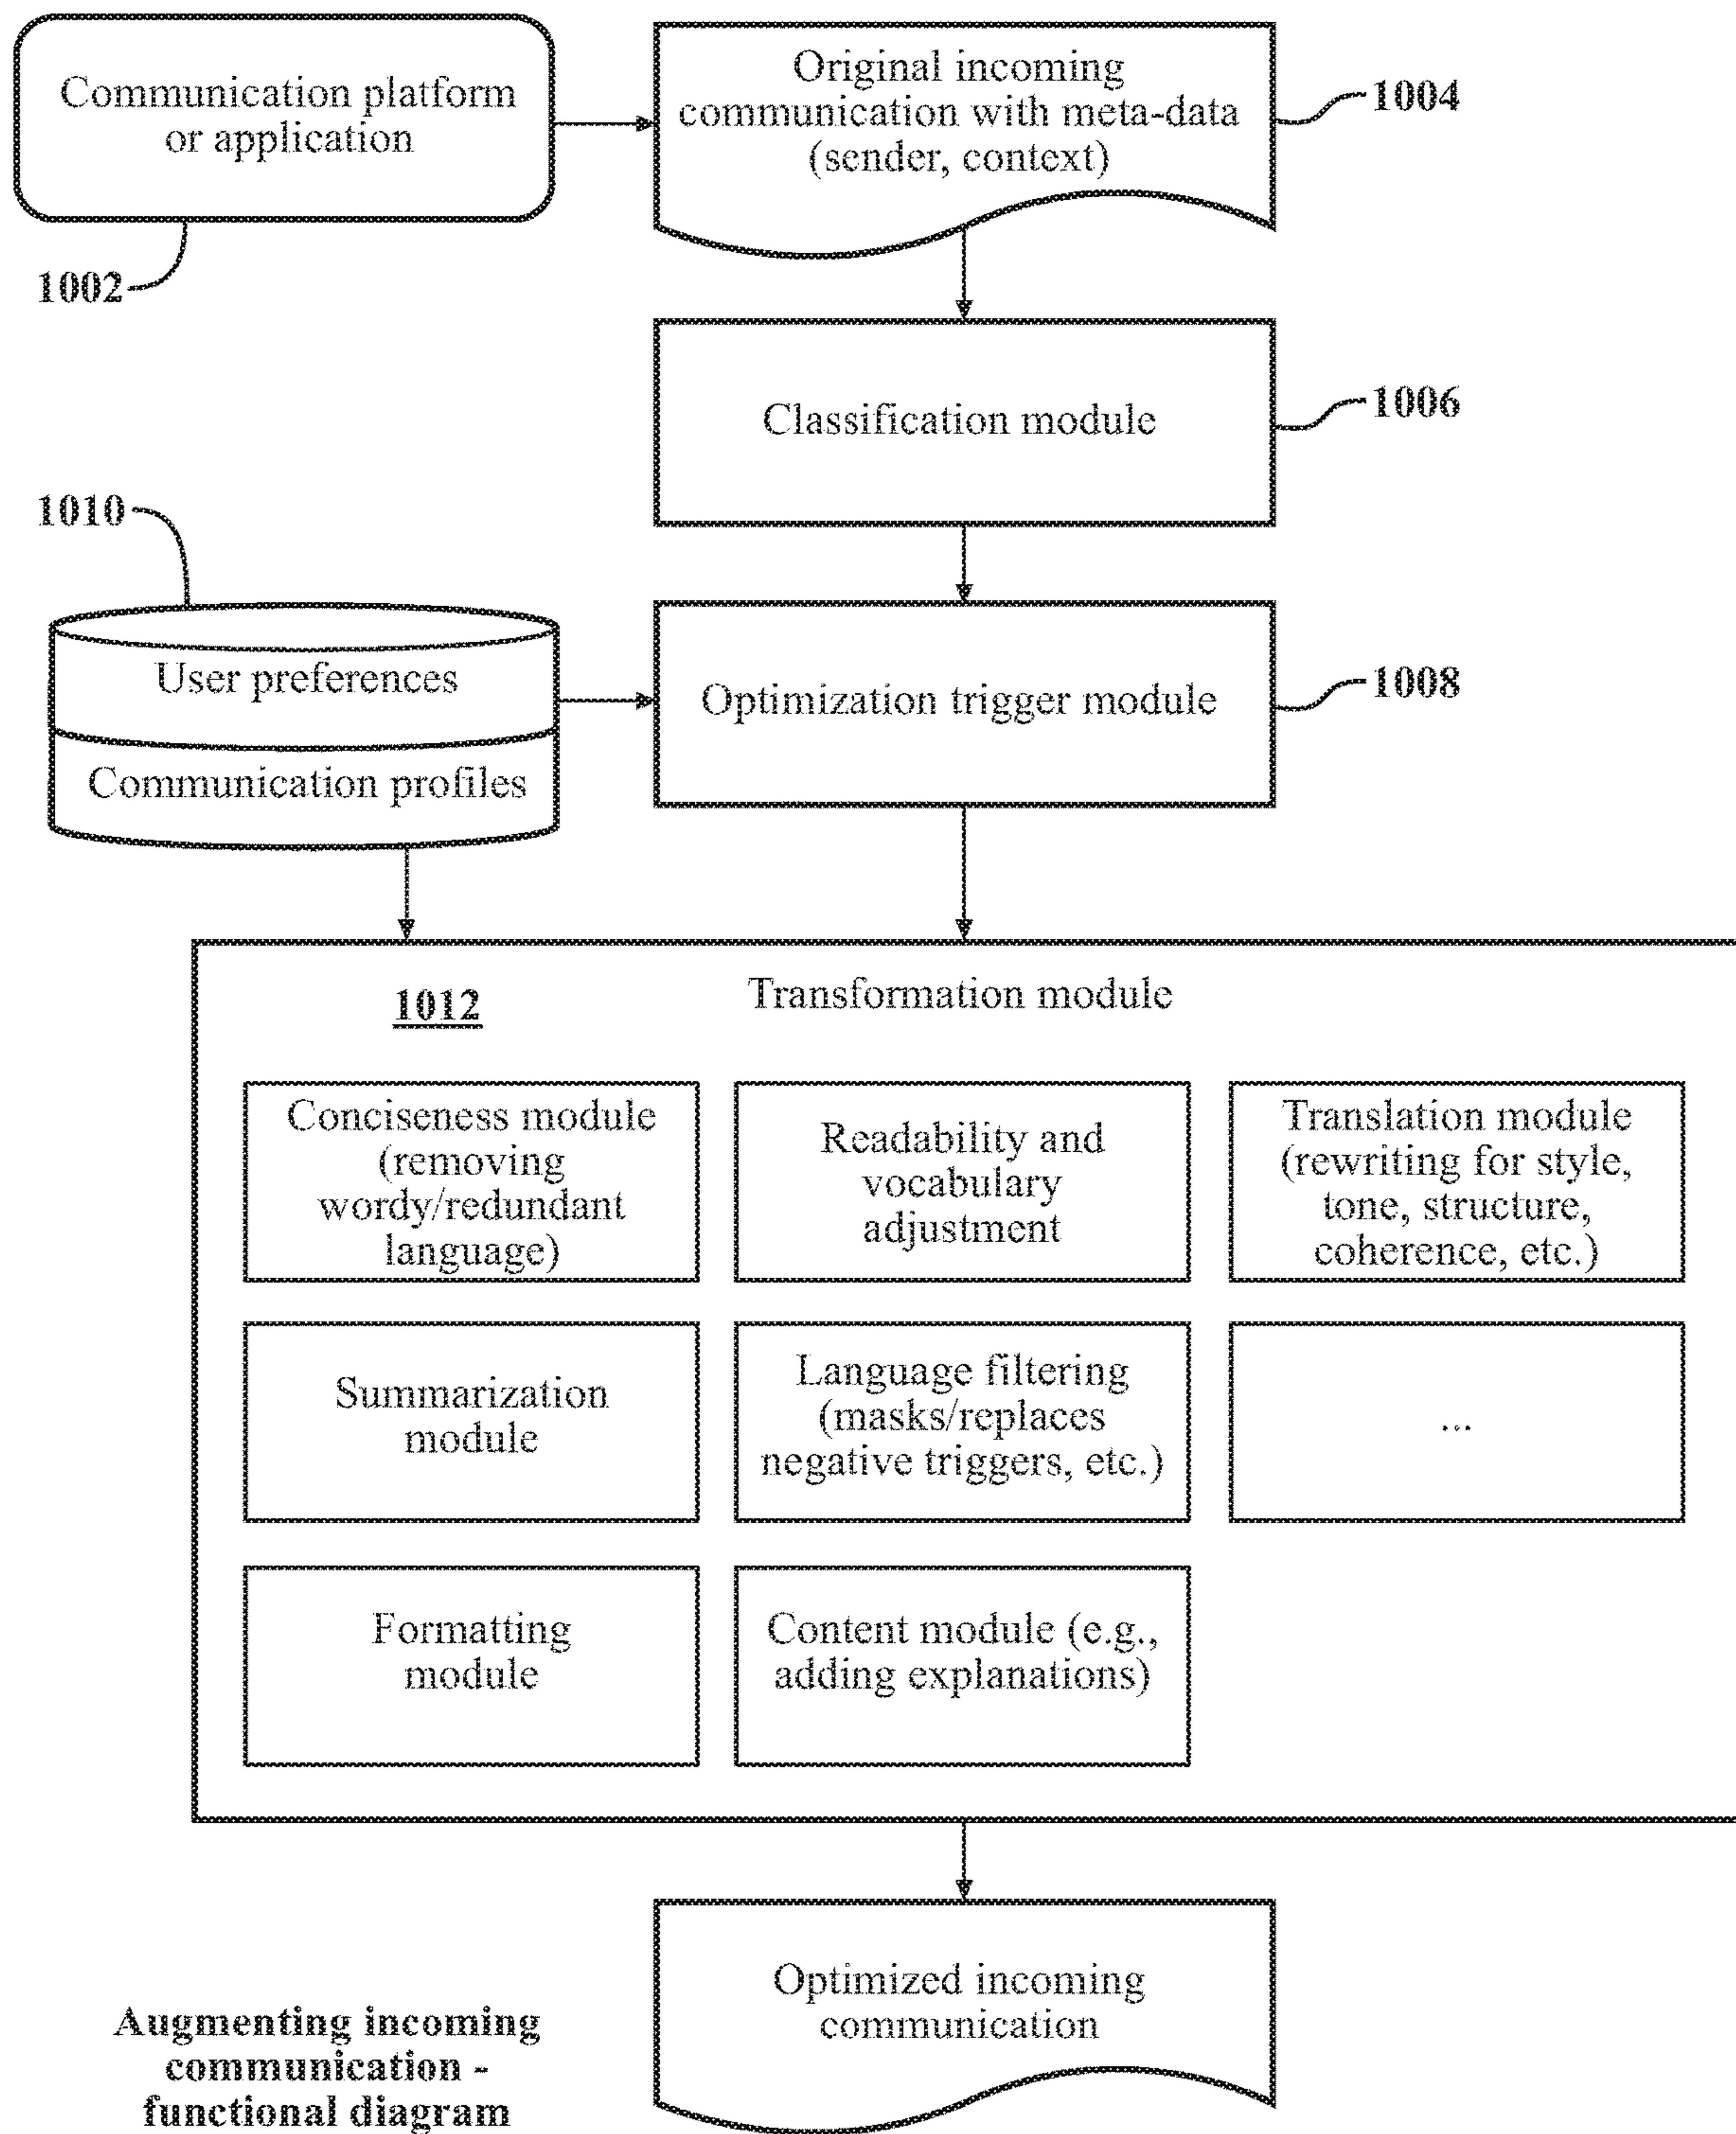 Communication platform
or application
1002
Original incoming
communication with meta-data
(sender, context)
1004
Classification module
1006
1010
User preferences
Communication profiles
Optimization trigger module
1008
1012
Transformation module
Conciseness module
(removing
wordy/redundant
language)
Readability and
vocabulary
adjustment
Translation module
(rewriting for style,
tone, structure,
coherence, etc.)
Summarization
module
Language filtering
(masks/replaces
negative triggers, etc.)
...
Formatting
module
Content module (e.g.,
adding explanations)
Optimized incoming
communication
Augmenting incoming
communication -
functional diagram